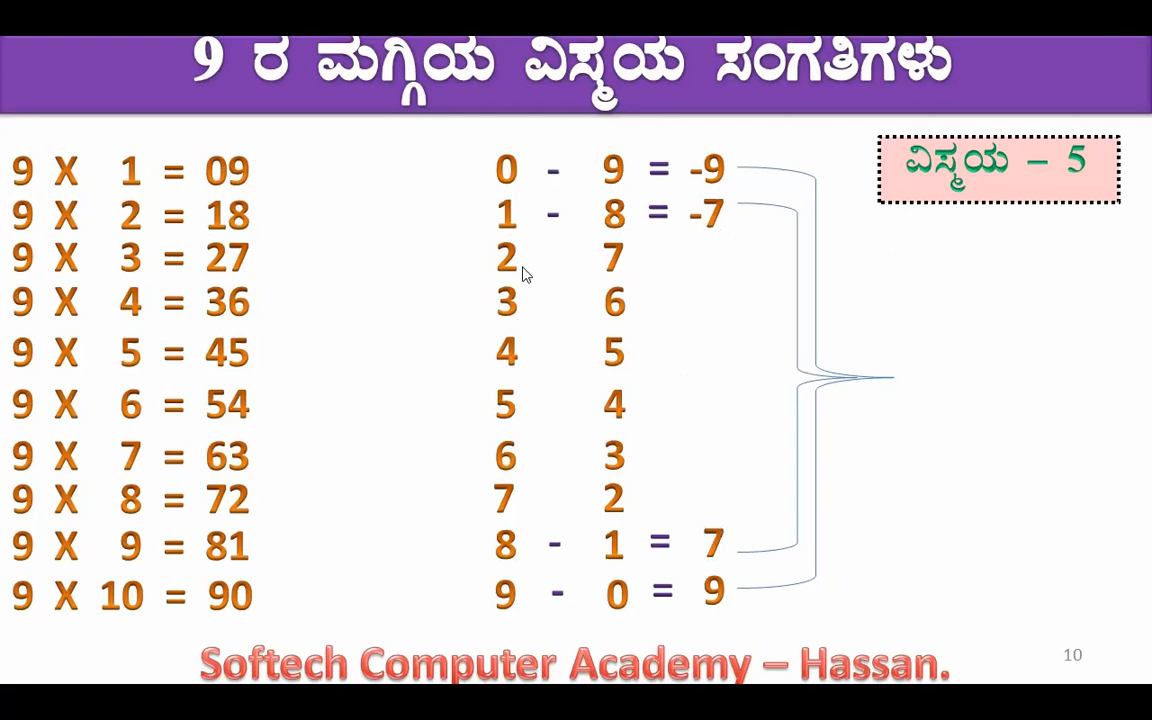 9 ರ ಮಗ್ಗಿಯ ವಿಸ್ಮಯ ಸಂಗತಿಗಳು
ವಿಸ್ಮಯ – 5
9 X 1 = 09 0 - 9 = -9
9 X 2 = 18 1 - 8 = -7
9 X 3 = 27 2 7
9 X 4 = 36 3 6
9 X 5 = 45 4 5
9 X 6 = 54 5 4
9 X 7 = 63 6 3
9 X 8 = 72 7 2
9 X 9 = 81 8 - 1 = 7
9 X 10 = 90 9 - 0 = 9
Softech Computer Academy – Hassan.
10